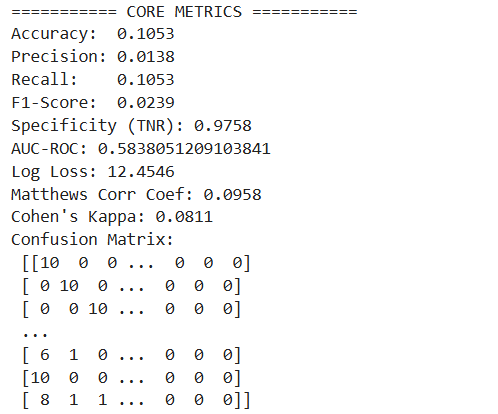 =========== CORE METRICS ===========
Accuracy:  0.1053
Precision: 0.0138
Recall:    0.1053
F1-Score:  0.0239
Specificity (TNR): 0.9758
AUC-ROC: 0.5838051209103841
Log Loss: 12.4546
Matthews Corr Coef: 0.0958
Cohen's Kappa: 0.0811
Confusion Matrix:
 [[10  0  0 ...  0  0  0]
 [ 0 10  0 ...  0  0  0]
 [ 0  0 10 ...  0  0  0]
 ...
 [ 6  1  0 ...  0  0  0]
 [10  0  0 ...  0  0  0]
 [ 8  1  1 ...  0  0  0]]